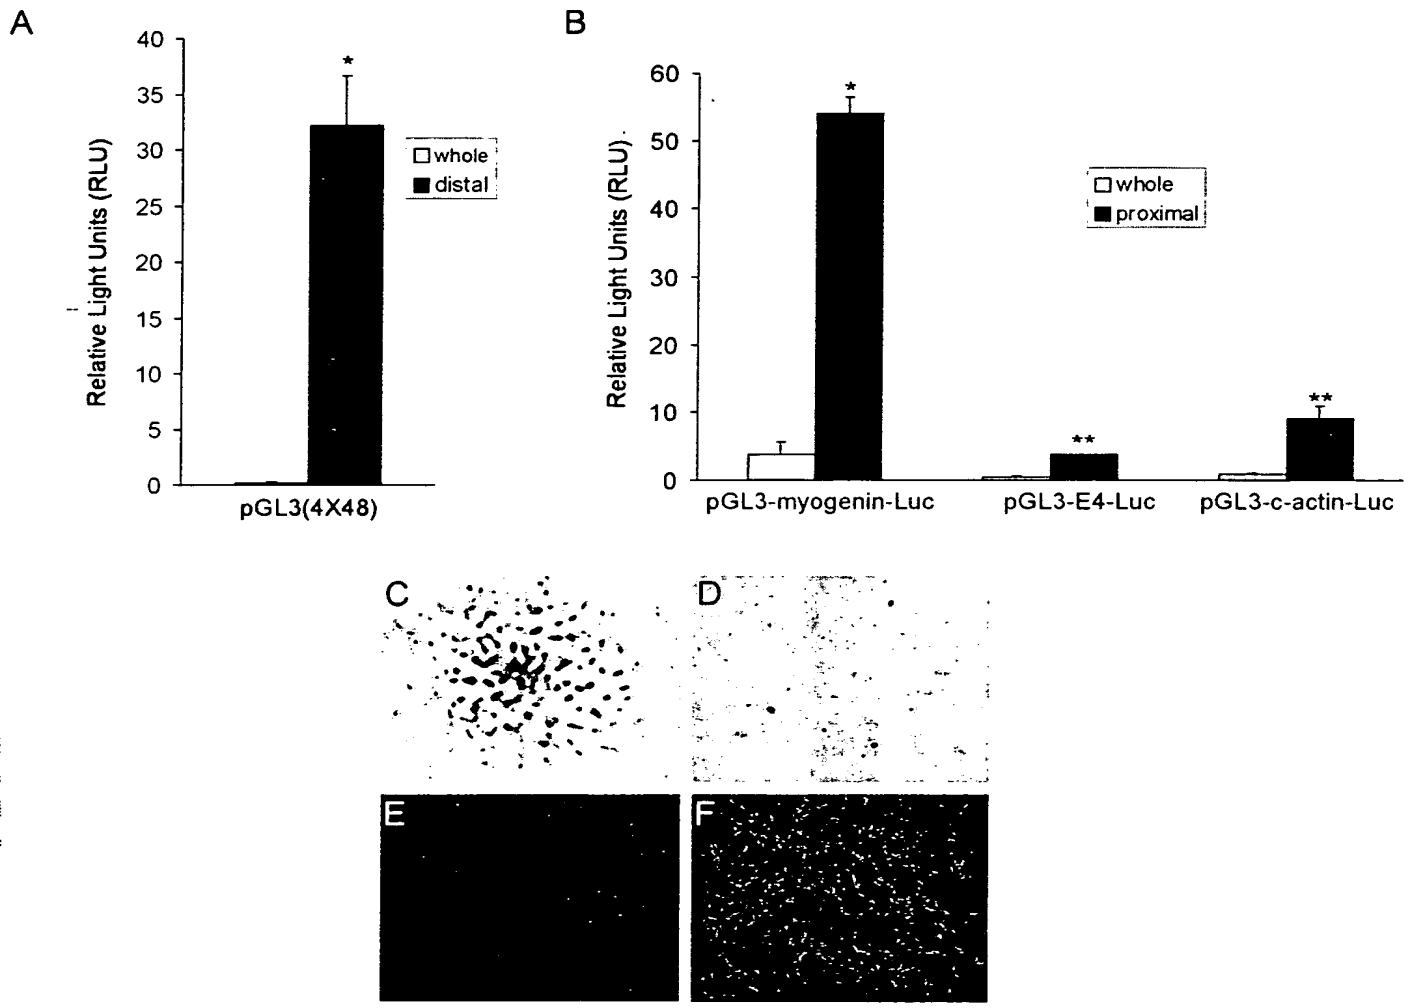 A
B
40
35
30
25
20
15
10
5
0
Relative Light Units (RLU)
*
whole
distal
pGL3(4X48)
60
50
40
30
20
10
0
Relative Light Units (RLU)
*
**
**
whole
proximal
pGL3-myogenin-Luc
pGL3-E4-Luc
pGL3-c-actin-Luc
C
D
E
F